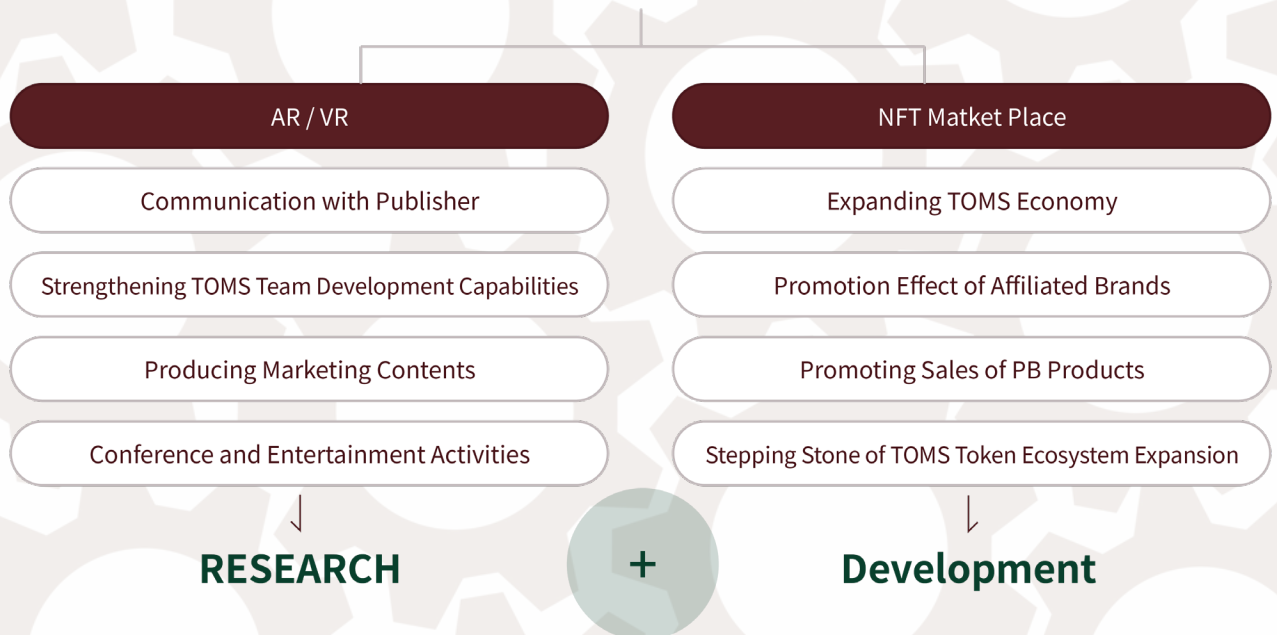 AR / VR
Communication with Publisher
Strengthening TOMS Team Development Capabilities
Producing Marketing Contents
Conference and Entertainment Activities
RESEARCH
+
NFT Matket Place
Expanding TOMS Economy
Promotion Effect of Affiliated Brands
Promoting Sales of PB Products
Stepping Stone of TOMS Token Ecosystem Expansion
Development